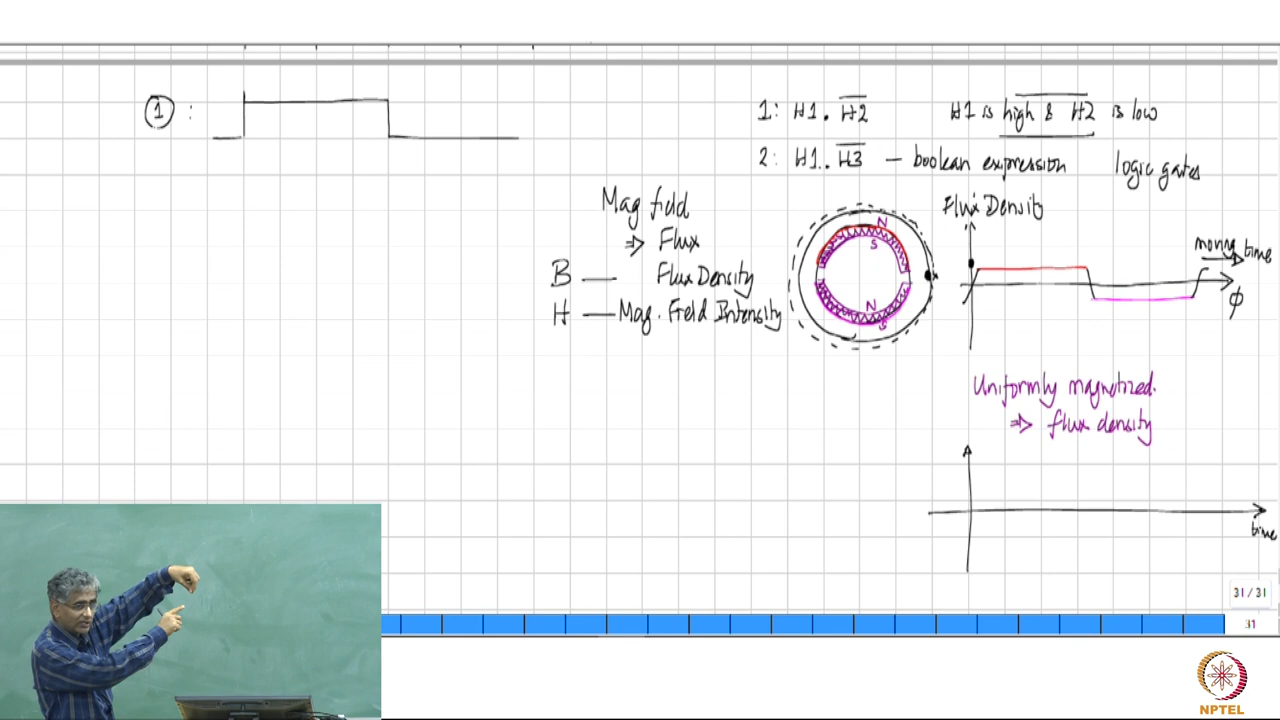 1 :
1: H1 . H2 H1 is high & H2 is low
2: H1.. H3 — boolean expression logic gates
Mag field
⇒ Flux
B — Flux Density
H — Mag. Field Intensity
N
S
N
S
Flux Density
moving time
ϕ
Uniformly magnetized.
⇒ flux density
time
31/31
31
NPTEL